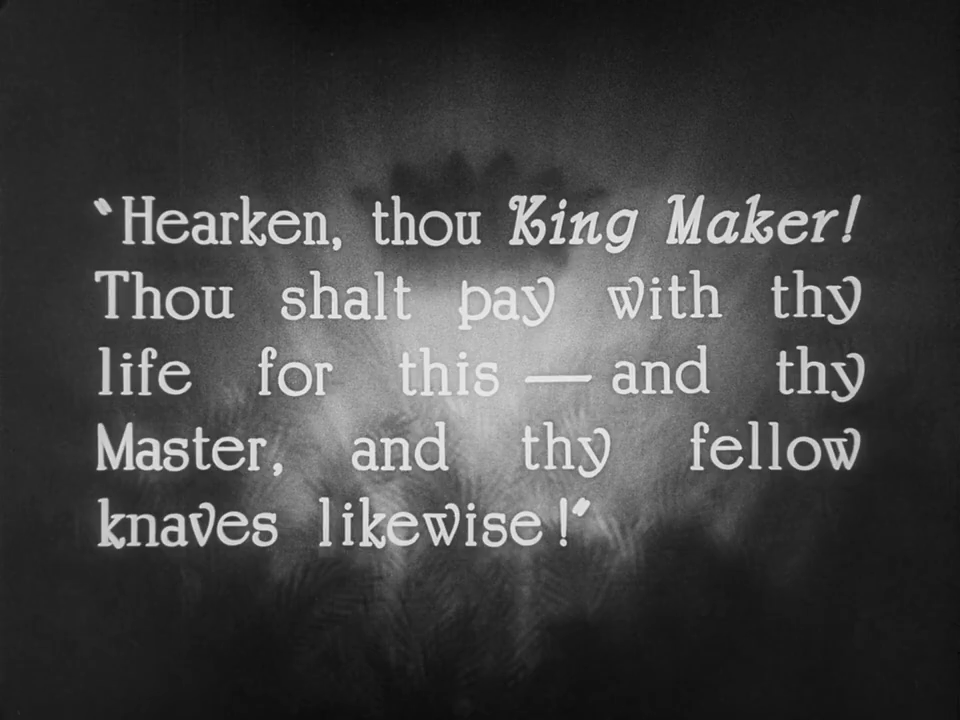 "Hearken, thou King Maker!
Thou shalt pay with thy
life for this — and thy
Master, and thy fellow
knaves likewise!"